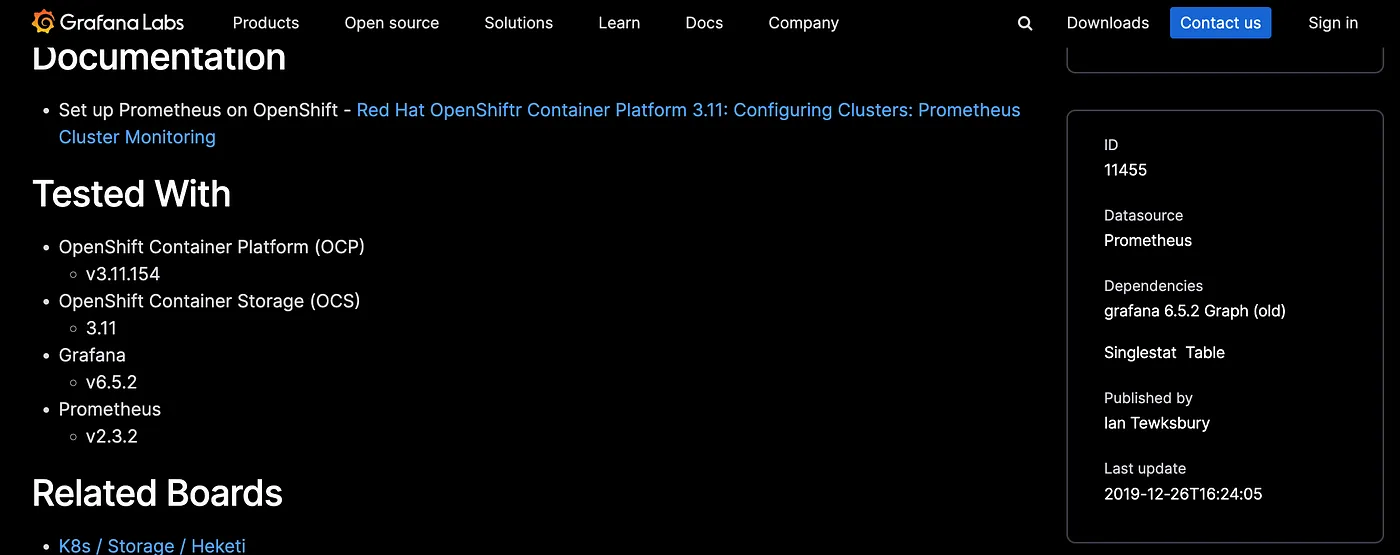 Grafana Labs Products Open source Solutions Learn Docs Company Downloads Contact us Sign in
Documentation
• Set up Prometheus on OpenShift - Red Hat OpenShiftr Container Platform 3.11: Configuring Clusters: Prometheus
Cluster Monitoring
Tested With
• OpenShift Container Platform (OCP)
◦ v3.11.154
• OpenShift Container Storage (OCS)
◦ 3.11
• Grafana
◦ v6.5.2
• Prometheus
◦ v2.3.2
Related Boards
• K8s / Storage / Heketi
ID
11455
Datasource
Prometheus
Dependencies
grafana 6.5.2 Graph (old)
Singlestat Table
Published by
Ian Tewksbury
Last update
2019-12-26T16:24:05